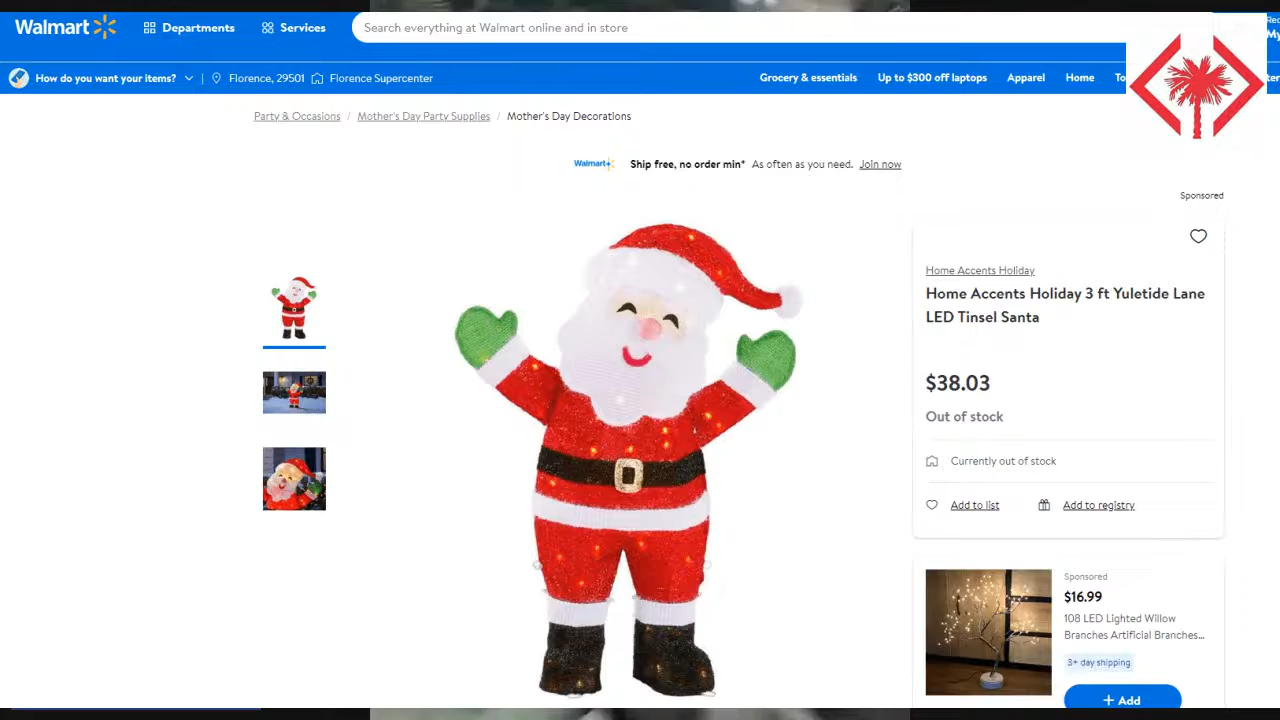 Walmart
Departments
Services
Search everything at Walmart online and in store
How do you want your items?
Florence, 29501
Florence Supercenter
Grocery & essentials
Up to $300 off laptops
Apparel
Home
Party & Occasions / Mother's Day Party Supplies / Mother's Day Decorations
Walmart+ Ship free, no order min* As often as you need. Join now
Sponsored
Home Accents Holiday
Home Accents Holiday 3 ft Yuletide Lane
LED Tinsel Santa
$38.03
Out of stock
Currently out of stock
Add to list
Add to registry
Sponsored
$16.99
108 LED Lighted Willow
Branches Artificial Branches...
3+ day shipping
+ Add